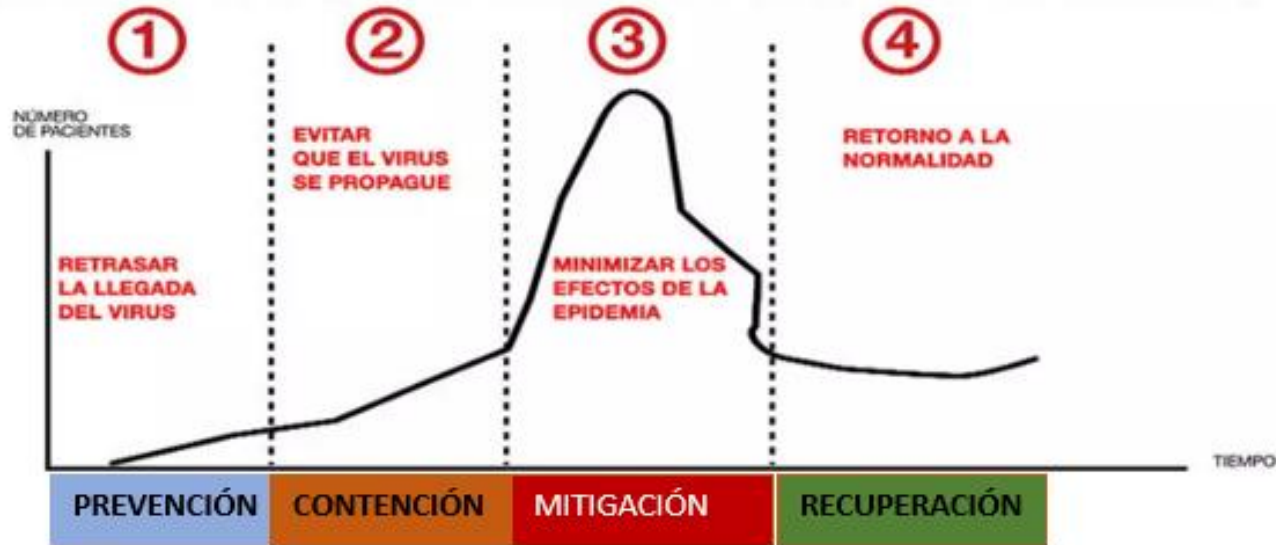 1
2
3
4
NÚMERO
DE PACIENTES
EVITAR
QUE EL VIRUS
SE PROPAGUE
RETORNO A LA
NORMALIDAD
RETRASAR
LA LLEGADA
DEL VIRUS
MINIMIZAR LOS
EFECTOS DE LA
EPIDEMIA
TIEMPO
PREVENCIÓN
CONTENCIÓN
MITIGACIÓN
RECUPERACIÓN